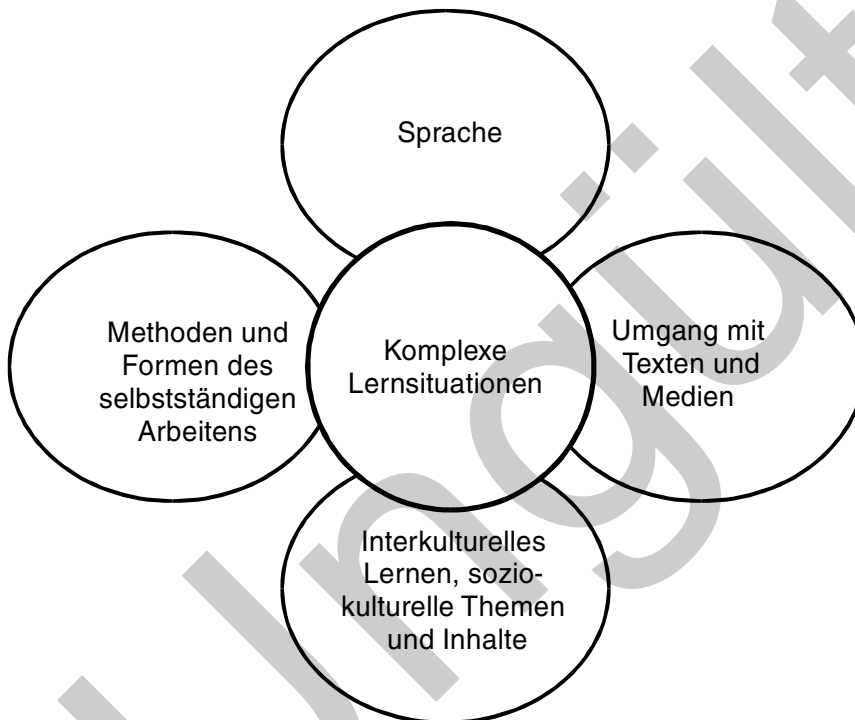 Sprache
Methoden und
Formen des
selbstständigen
Arbeitens
Komplexe
Lernsituationen
Umgang mit
Texten und
Medien
Interkulturelles
Lernen, sozio-
kulturelle Themen
und Inhalte
Ungült